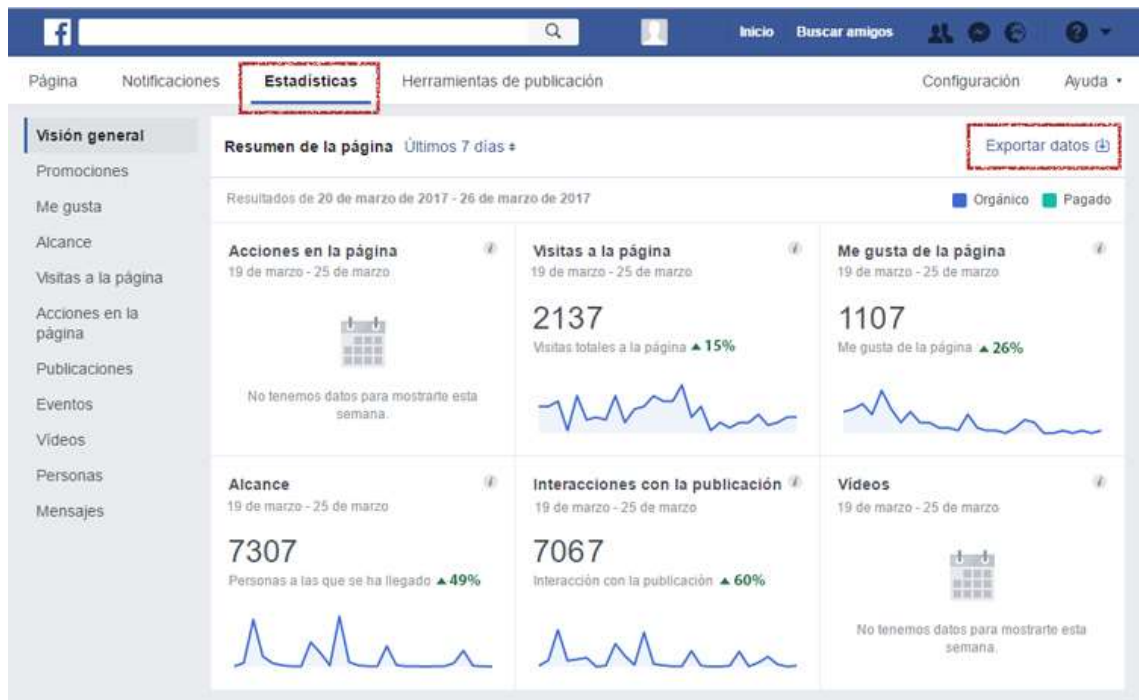 f
Inicio Buscar amigos
Página Notificaciones Estadísticas Herramientas de publicación Configuración Ayuda
Visión general
Promociones
Me gusta
Alcance
Visitas a la página
Acciones en la
página
Publicaciones
Eventos
Vídeos
Personas
Mensajes
Resumen de la página Últimos 7 días
Exportar datos
Resultados de 20 de marzo de 2017 - 26 de marzo de 2017
Orgánico Pagado
Acciones en la página
19 de marzo - 25 de marzo
No tenemos datos para mostrarte esta
semana.
Visitas a la página
19 de marzo - 25 de marzo
2137
Visitas totales a la página ▲ 15%
Me gusta de la página
19 de marzo - 25 de marzo
1107
Me gusta de la página ▲ 26%
Alcance
19 de marzo - 25 de marzo
7307
Personas a las que se ha llegado ▲ 49%
Interacciones con la publicación
19 de marzo - 25 de marzo
7067
Interacción con la publicación ▲ 60%
Vídeos
19 de marzo - 25 de marzo
No tenemos datos para mostrarte esta
semana.